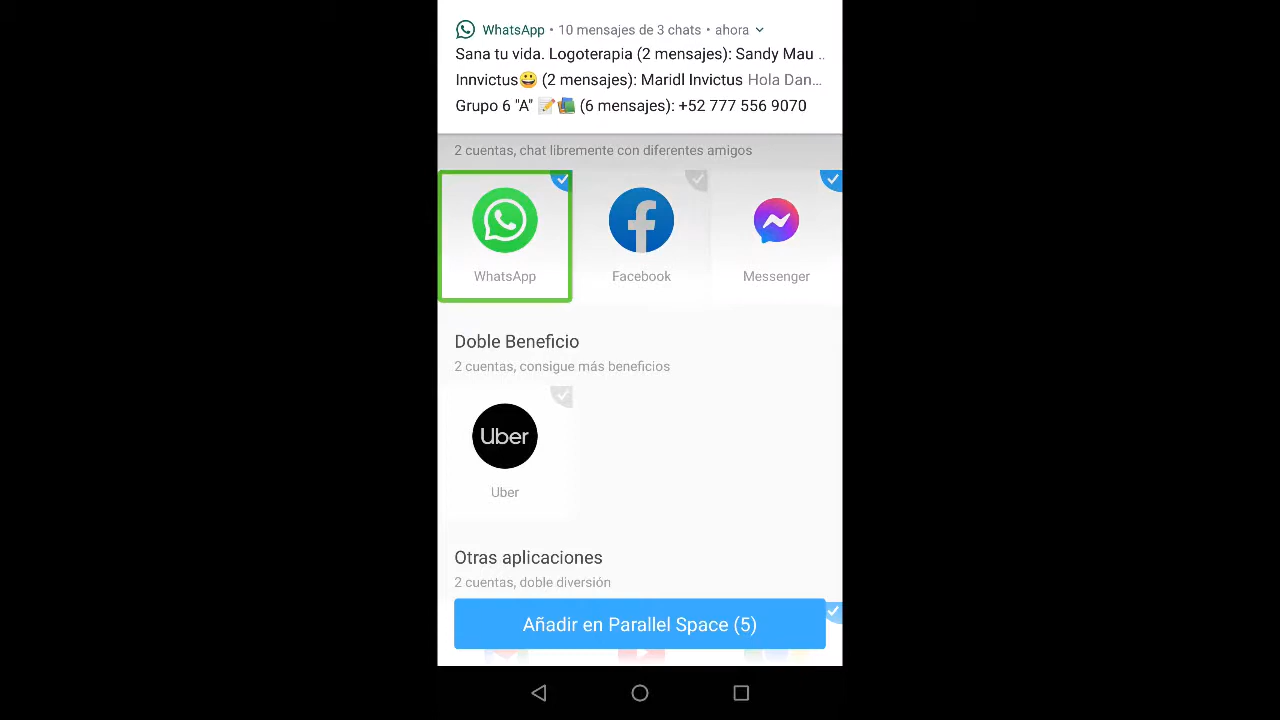 WhatsApp • 10 mensajes de 3 chats • ahora
Sana tu vida. Logoterapia (2 mensajes): Sandy Mau ..
Innvictus😀 (2 mensajes): Maridl Invictus Hola Dan...
Grupo 6 "A" 📝📚 (6 mensajes): +52 777 556 9070
2 cuentas, chat libremente con diferentes amigos
WhatsApp
Facebook
Messenger
Doble Beneficio
2 cuentas, consigue más beneficios
Uber
Uber
Otras aplicaciones
2 cuentas, doble diversión
Añadir en Parallel Space (5)